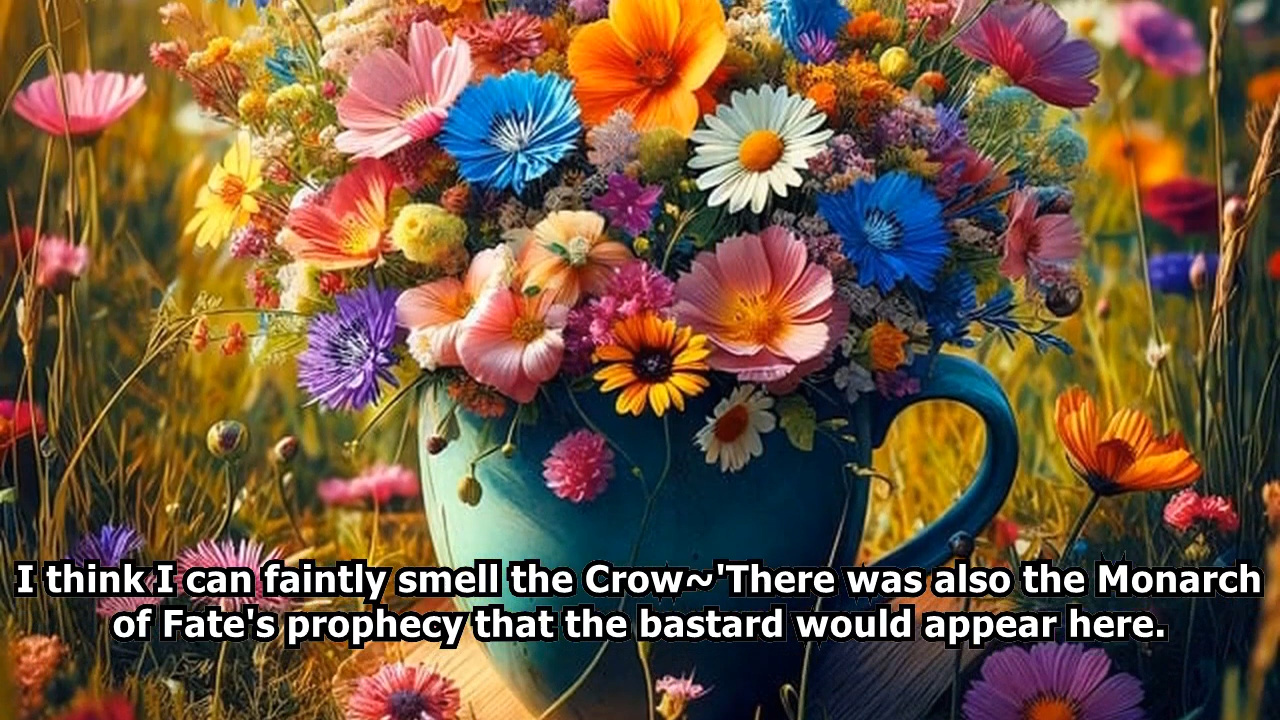 I think I can faintly smell the Crow~'There was also the Monarch
of Fate's prophecy that the bastard would appear here.